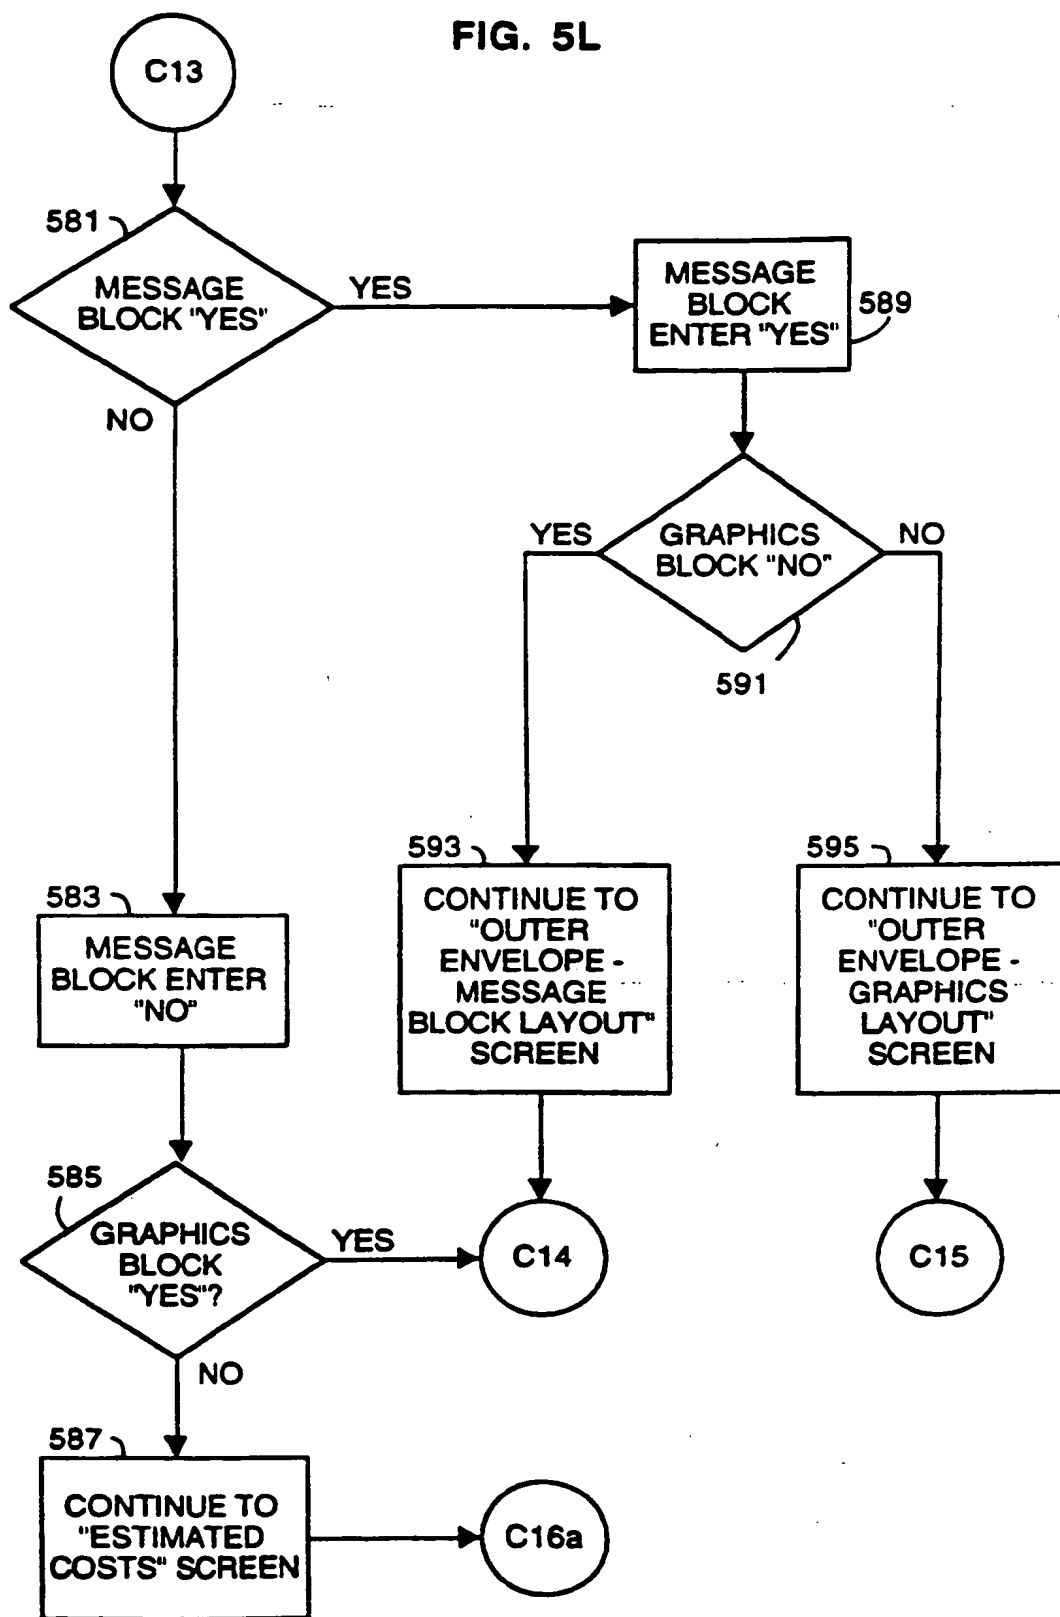 FIG. 5L
C13
581
MESSAGE
BLOCK "YES"
YES
NO
MESSAGE
BLOCK
ENTER "YES"
589
GRAPHICS
BLOCK "NO"
YES
NO
591
593
CONTINUE TO
"OUTER
ENVELOPE -
MESSAGE
BLOCK LAYOUT"
SCREEN
595
CONTINUE TO
"OUTER
ENVELOPE -
GRAPHICS
LAYOUT"
SCREEN
583
MESSAGE
BLOCK ENTER
"NO"
585
GRAPHICS
BLOCK
"YES"?
YES
NO
C14
C15
587
CONTINUE TO
"ESTIMATED
COSTS" SCREEN
C16a